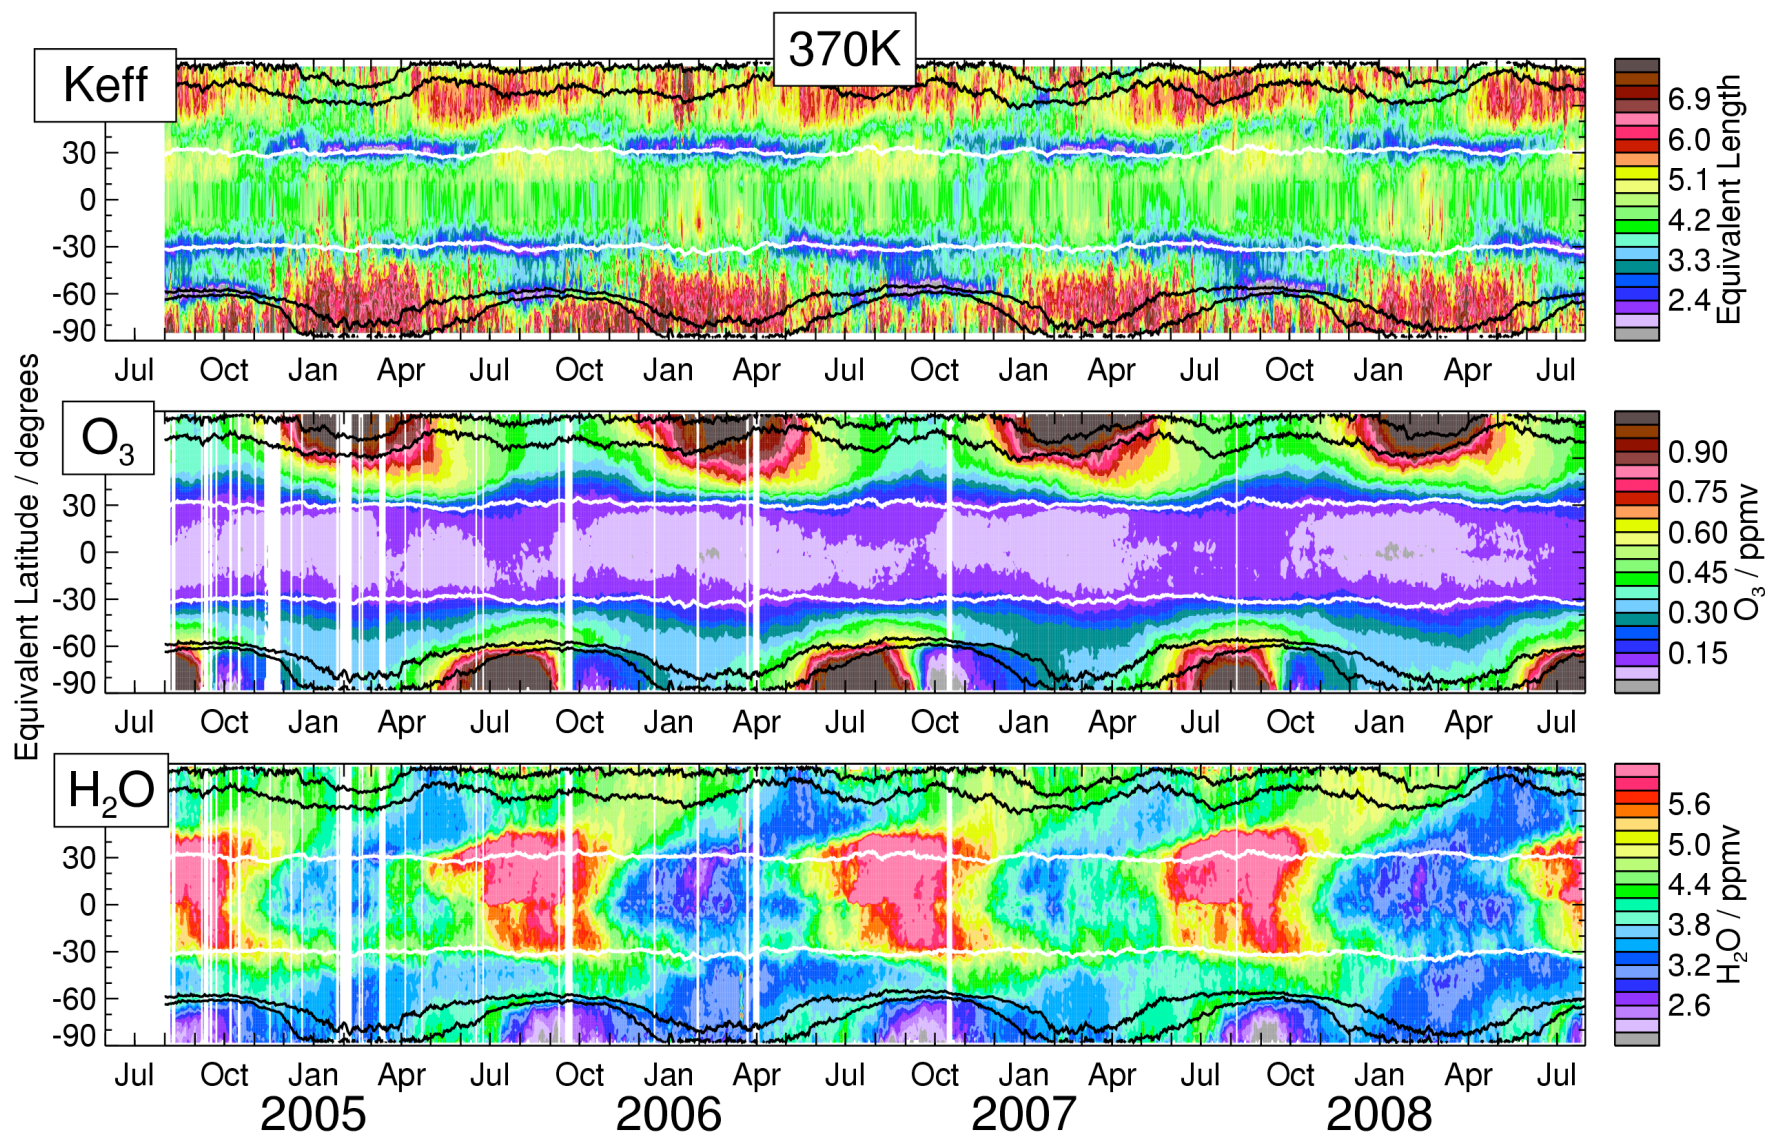 370K
Keff
30
0
-30
-60
-90
Jul Oct Jan Apr Jul Oct Jan Apr Jul Oct Jan Apr Jul Oct Jan Apr Jul
6.9
6.0
5.1
4.2
3.3
2.4
Equivalent Length
Equivalent Latitude / degrees
O3
30
0
-30
-60
-90
Jul Oct Jan Apr Jul Oct Jan Apr Jul Oct Jan Apr Jul Oct Jan Apr Jul
0.90
0.75
0.60
0.45
0.30
0.15
O3 / ppmv
H2O
30
0
-30
-60
-90
Jul Oct Jan Apr Jul Oct Jan Apr Jul Oct Jan Apr Jul Oct Jan Apr Jul
2005 2006 2007 2008
5.6
5.0
4.4
3.8
3.2
2.6
H2O / ppmv